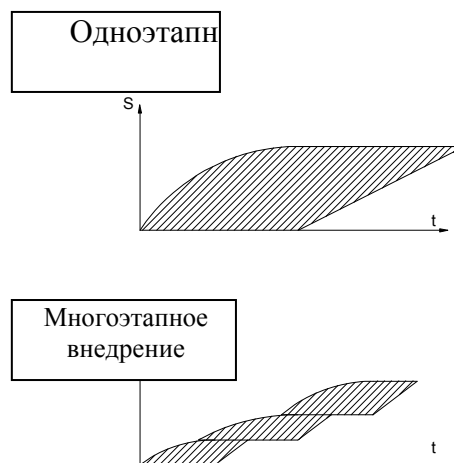 Одноэтапн
S
t
Многоэтапное
внедрение
t